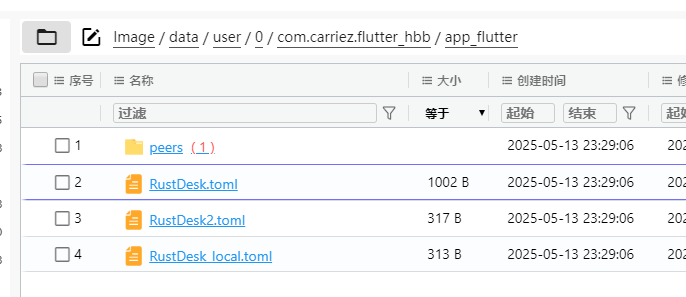 Image / data / user / 0 / com.carriez.flutter_hbb / app_flutter
序号 名称 大小 创建时间
过滤 等于 起始 结束
1 peers ( 1 ) 2025-05-13 23:29:06 202
2 RustDesk.toml 1002 B 2025-05-13 23:29:06 202
3 RustDesk2.toml 317 B 2025-05-13 23:29:06 202
4 RustDesk_local.toml 313 B 2025-05-13 23:29:06 202